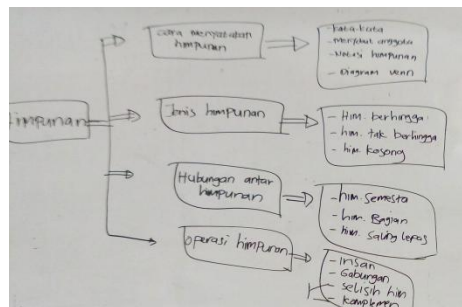 himpunan
cara menyatakan
himpunan
- kata-kata
- menyebut anggota
- Notasi himpunan
- Diagram venn
Jenis himpunan
- Him. berhingga
- him. tak berhingga
- him. kosong
Hubungan antar
himpunan
- him. Semesta
- him. Bagian
- him. Saling lepas
operasi himpunan
- Irisan
- Gabungan
- selisih him
- komplemen